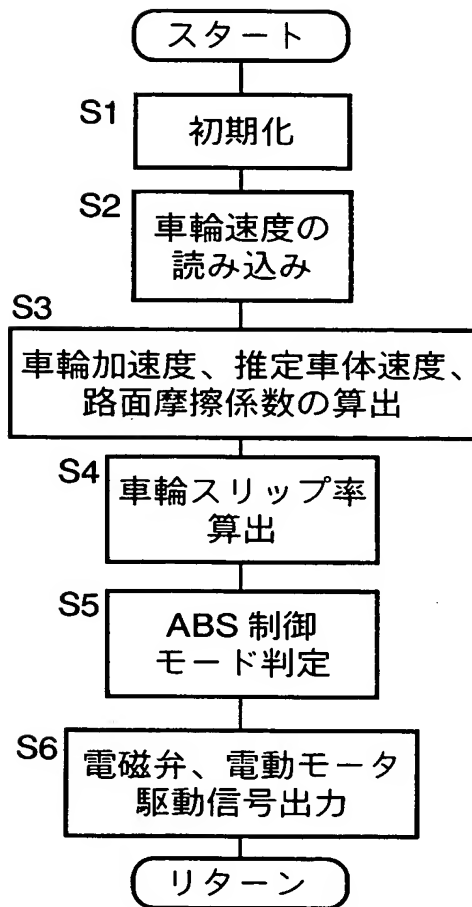 スタート
S1
初期化
S2
車輪速度の
読み込み
S3
車輪加速度、推定車体速度、
路面摩擦係数の算出
S4
車輪スリップ率
算出
S5
ABS 制御
モード判定
S6
電磁弁、電動モータ
駆動信号出力
リターン